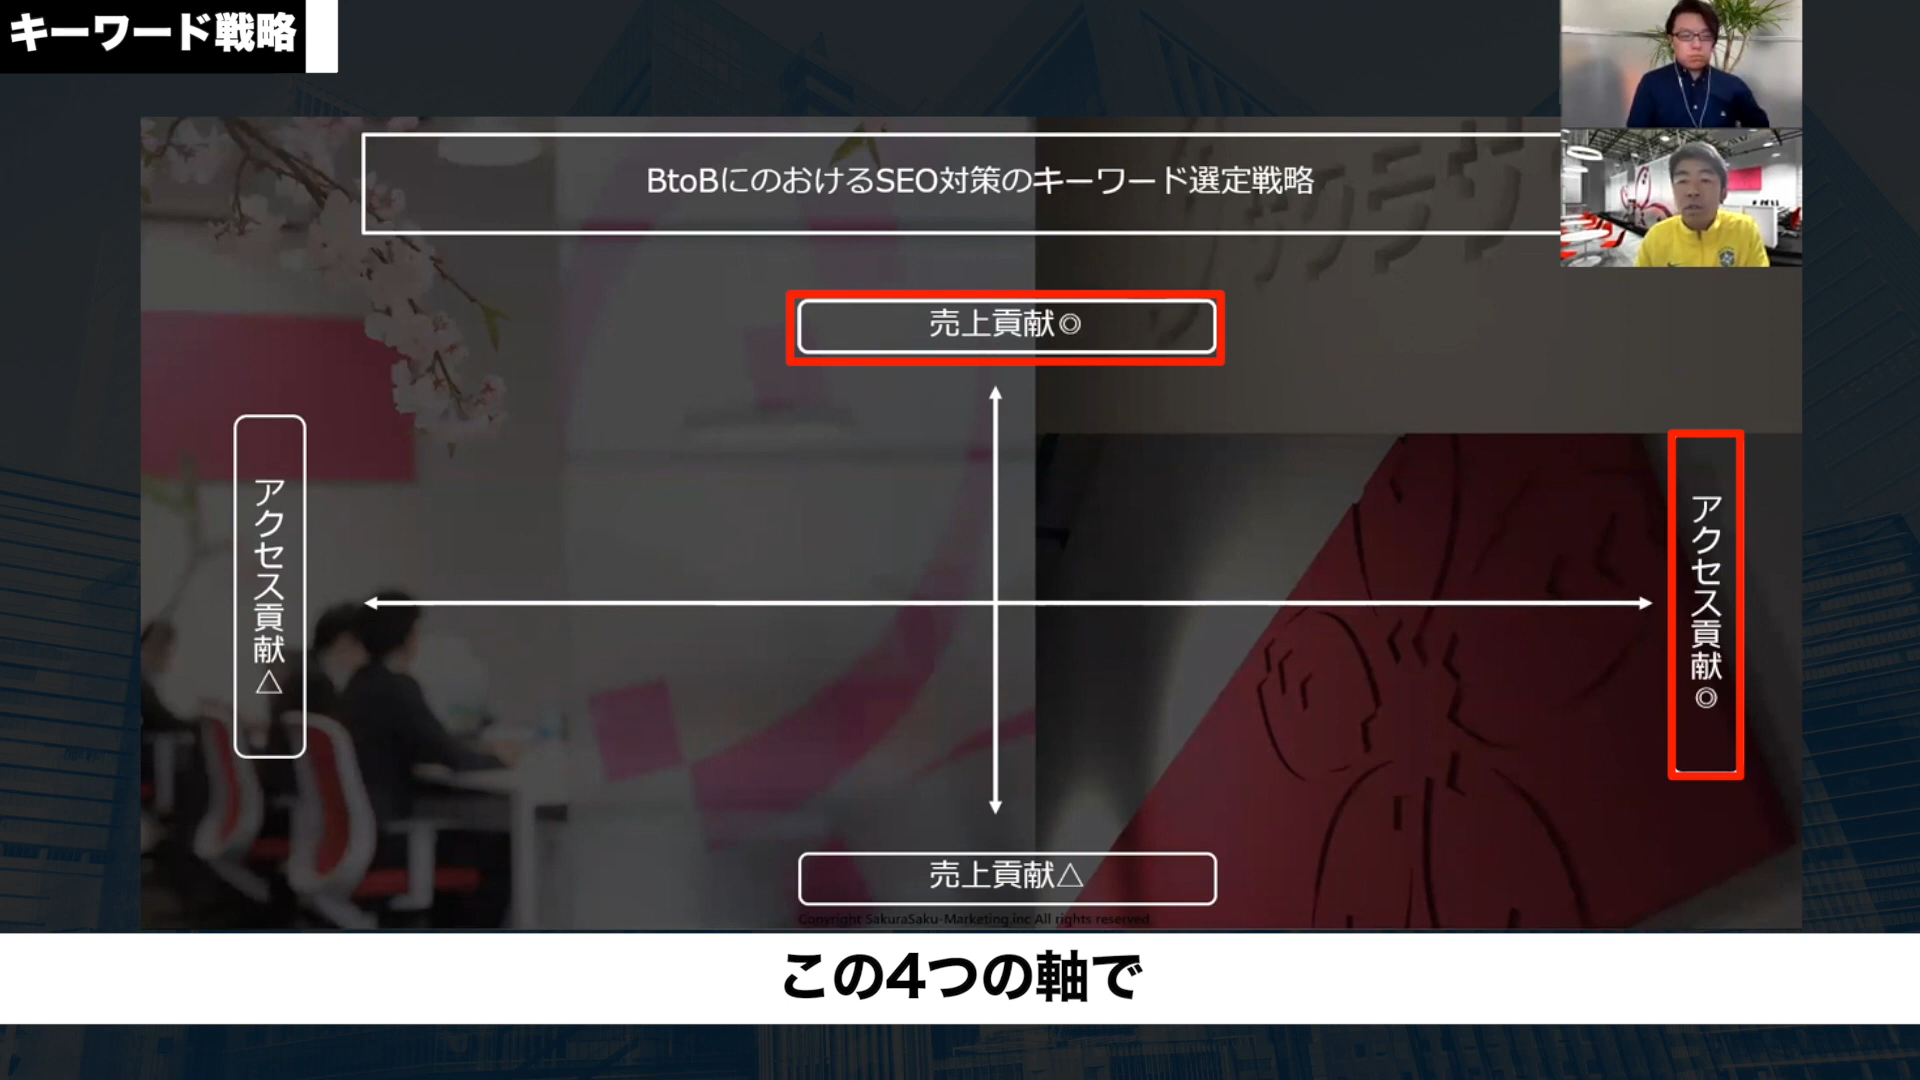 キーワード戦略
BtoBにのおけるSEO対策のキーワード選定戦略
売上貢献◎
アクセス貢献△
アクセス貢献◎
売上貢献△
Copyright SakuraSaku-Marketing.inc All rights reserved.
この4つの軸で